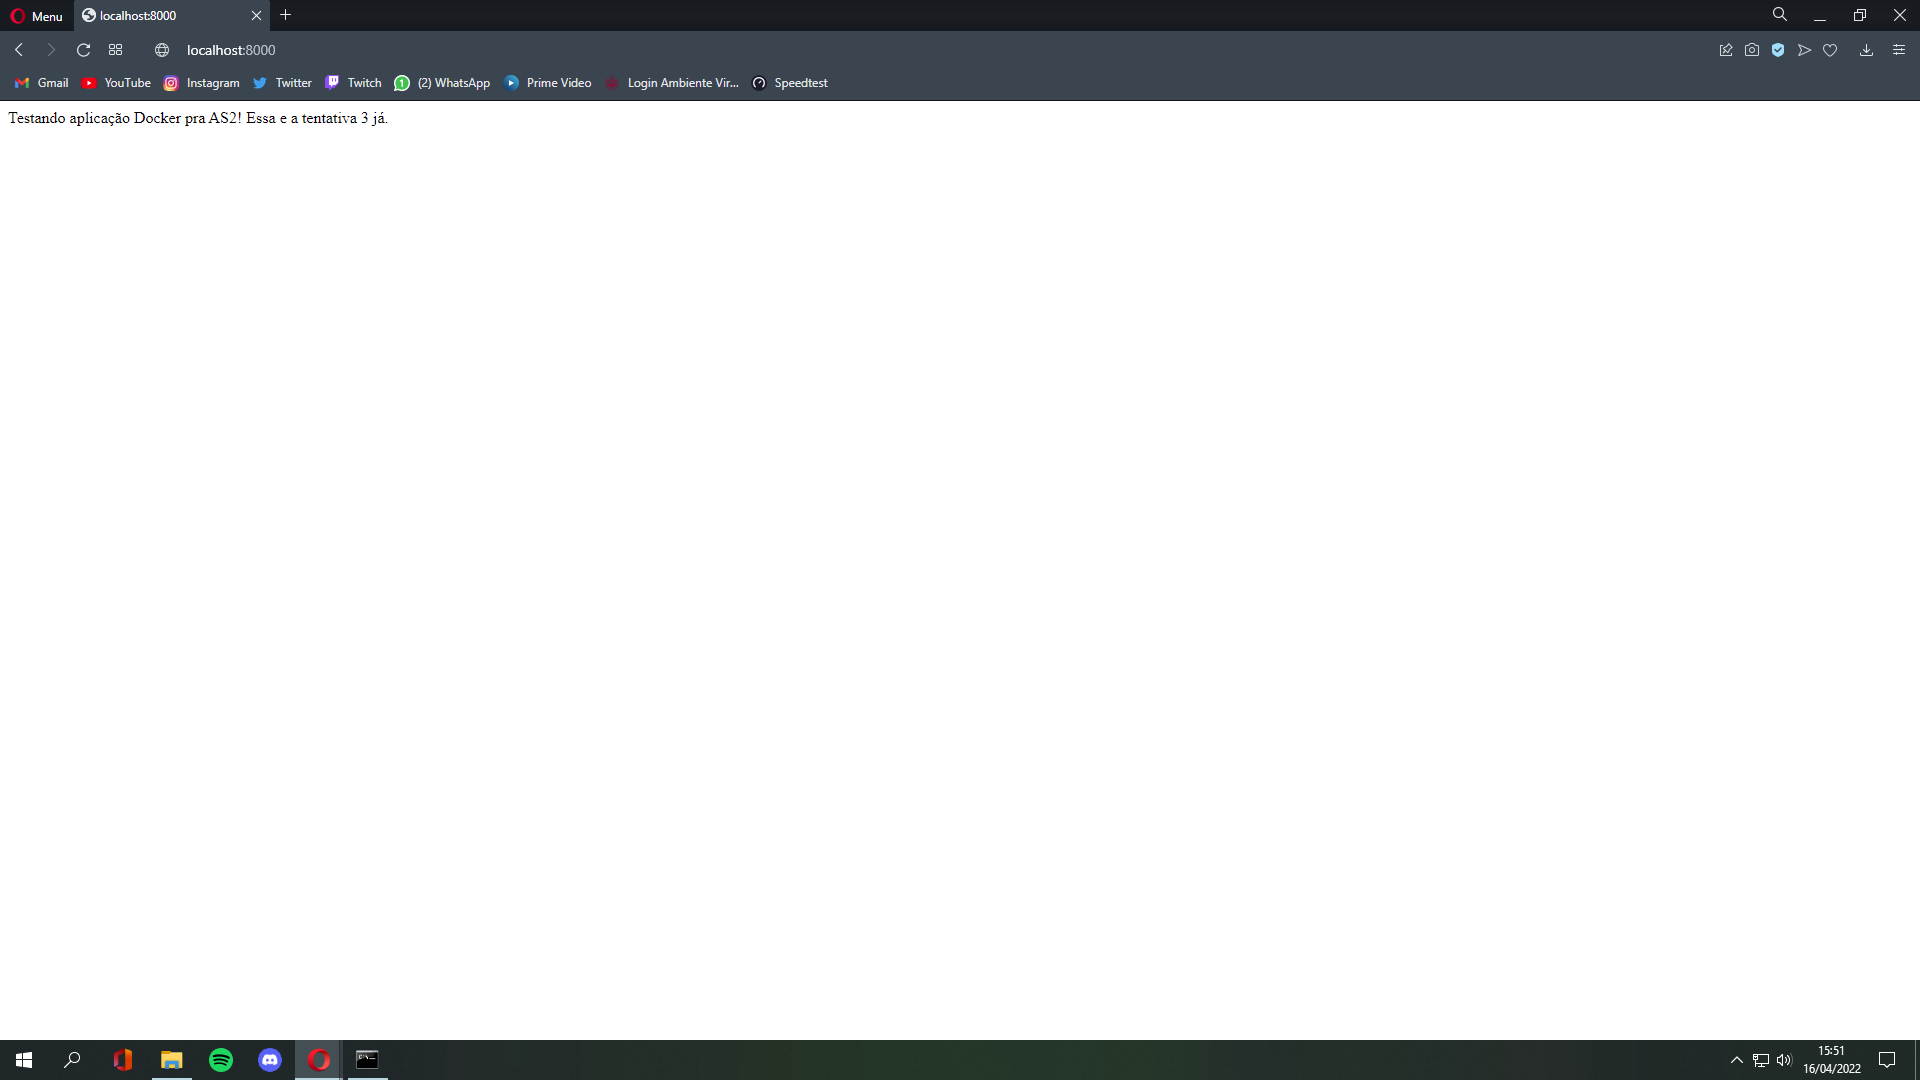 Menu
localhost:8000
localhost:8000
Gmail YouTube Instagram Twitter Twitch (2) WhatsApp Prime Video Login Ambiente Vir... Speedtest
Testando aplicação Docker pra AS2! Essa e a tentativa 3 já.
15:51
16/04/2022